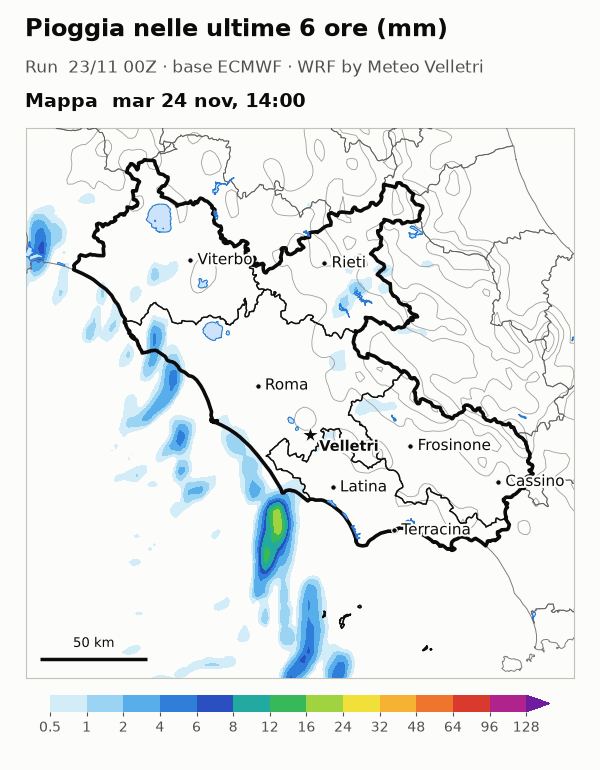 Pioggia nelle ultime 6 ore (mm)
Run 23/11 00Z · base ECMWF · WRF by Meteo Velletri
Mappa mar 24 nov, 14:00
Viterbo
Rieti
Roma
Velletri
Frosinone
Cassino
Latina
Terracina
50 km
0.5 1 2 4 6 8 12 16 24 32 48 64 96 128